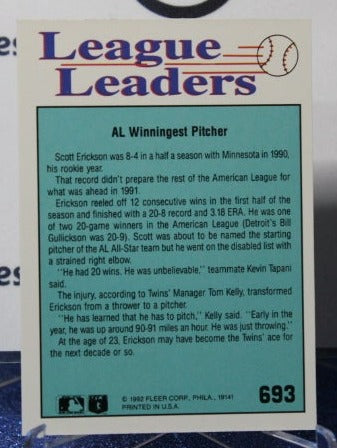 League
Leaders
AL Winningest Pitcher
Scott Erickson was 8-4 in a half a season with Minnesota in 1990,
his rookie year.
That record didn't prepare the rest of the American League for
what was ahead in 1991.
Erickson reeled off 12 consecutive wins in the first half of the
season and finished with a 20-8 record and 3.18 ERA. He was one
of two 20-game winners in the American League (Detroit's Bill
Gullickson was 20-9). Scott was about to be named the starting
pitcher of the AL All-Star team but he went on the disabled list with
a strained right elbow.
"He had 20 wins. He was unbelievable," teammate Kevin Tapani
said.
The injury, according to Twins' Manager Tom Kelly, transformed
Erickson from a thrower to a pitcher.
"He has learned that he has to pitch," Kelly said. "Early in the
year, he was up around 90-91 miles an hour. He was just throwing."
At the age of 23, Erickson may have become the Twins' ace for
the next decade or so.
© 1992 FLEER CORP., PHILA., 19141
PRINTED IN U.S.A.
693